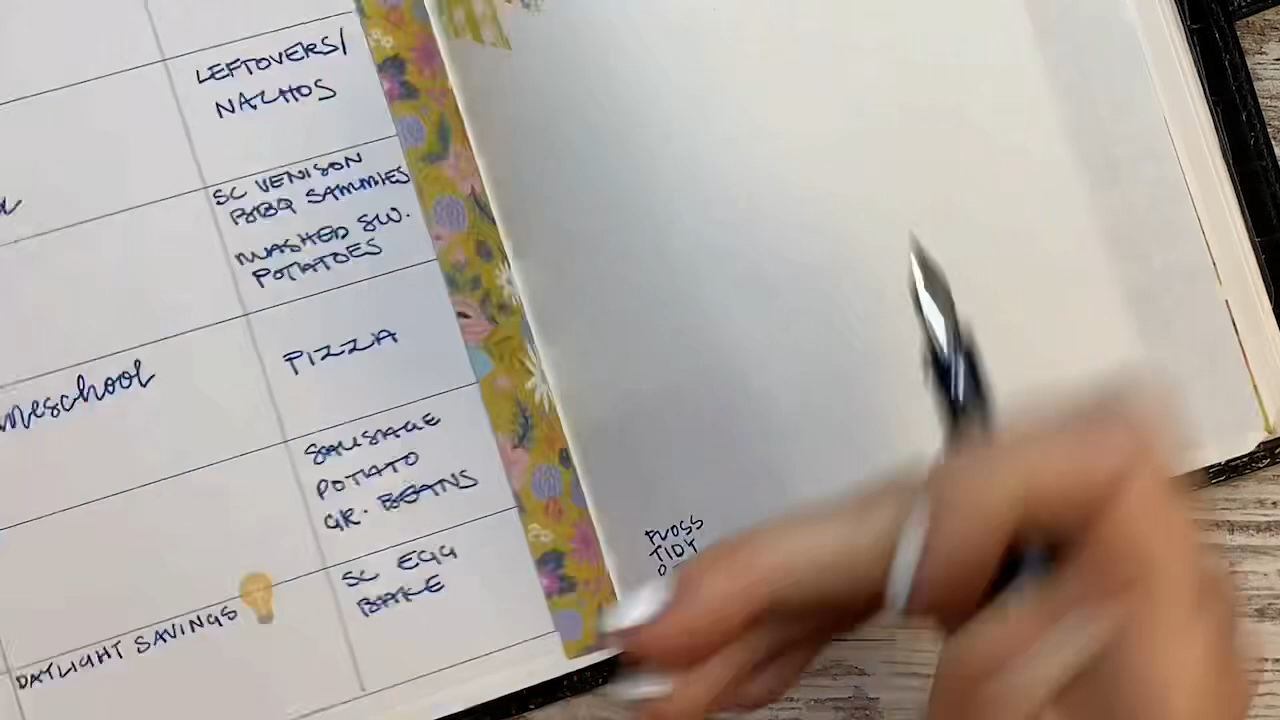 LEFTOVERS/
NACHOS
SC VENISON
BBQ SAMMIES
MASHED SW.
POTATOES
meschool
PIZZA
SAUSAGE
POTATO
GR. BEANS
DAYLIGHT SAVINGS
SC EGG
BAKE
FLOSS
TIDY